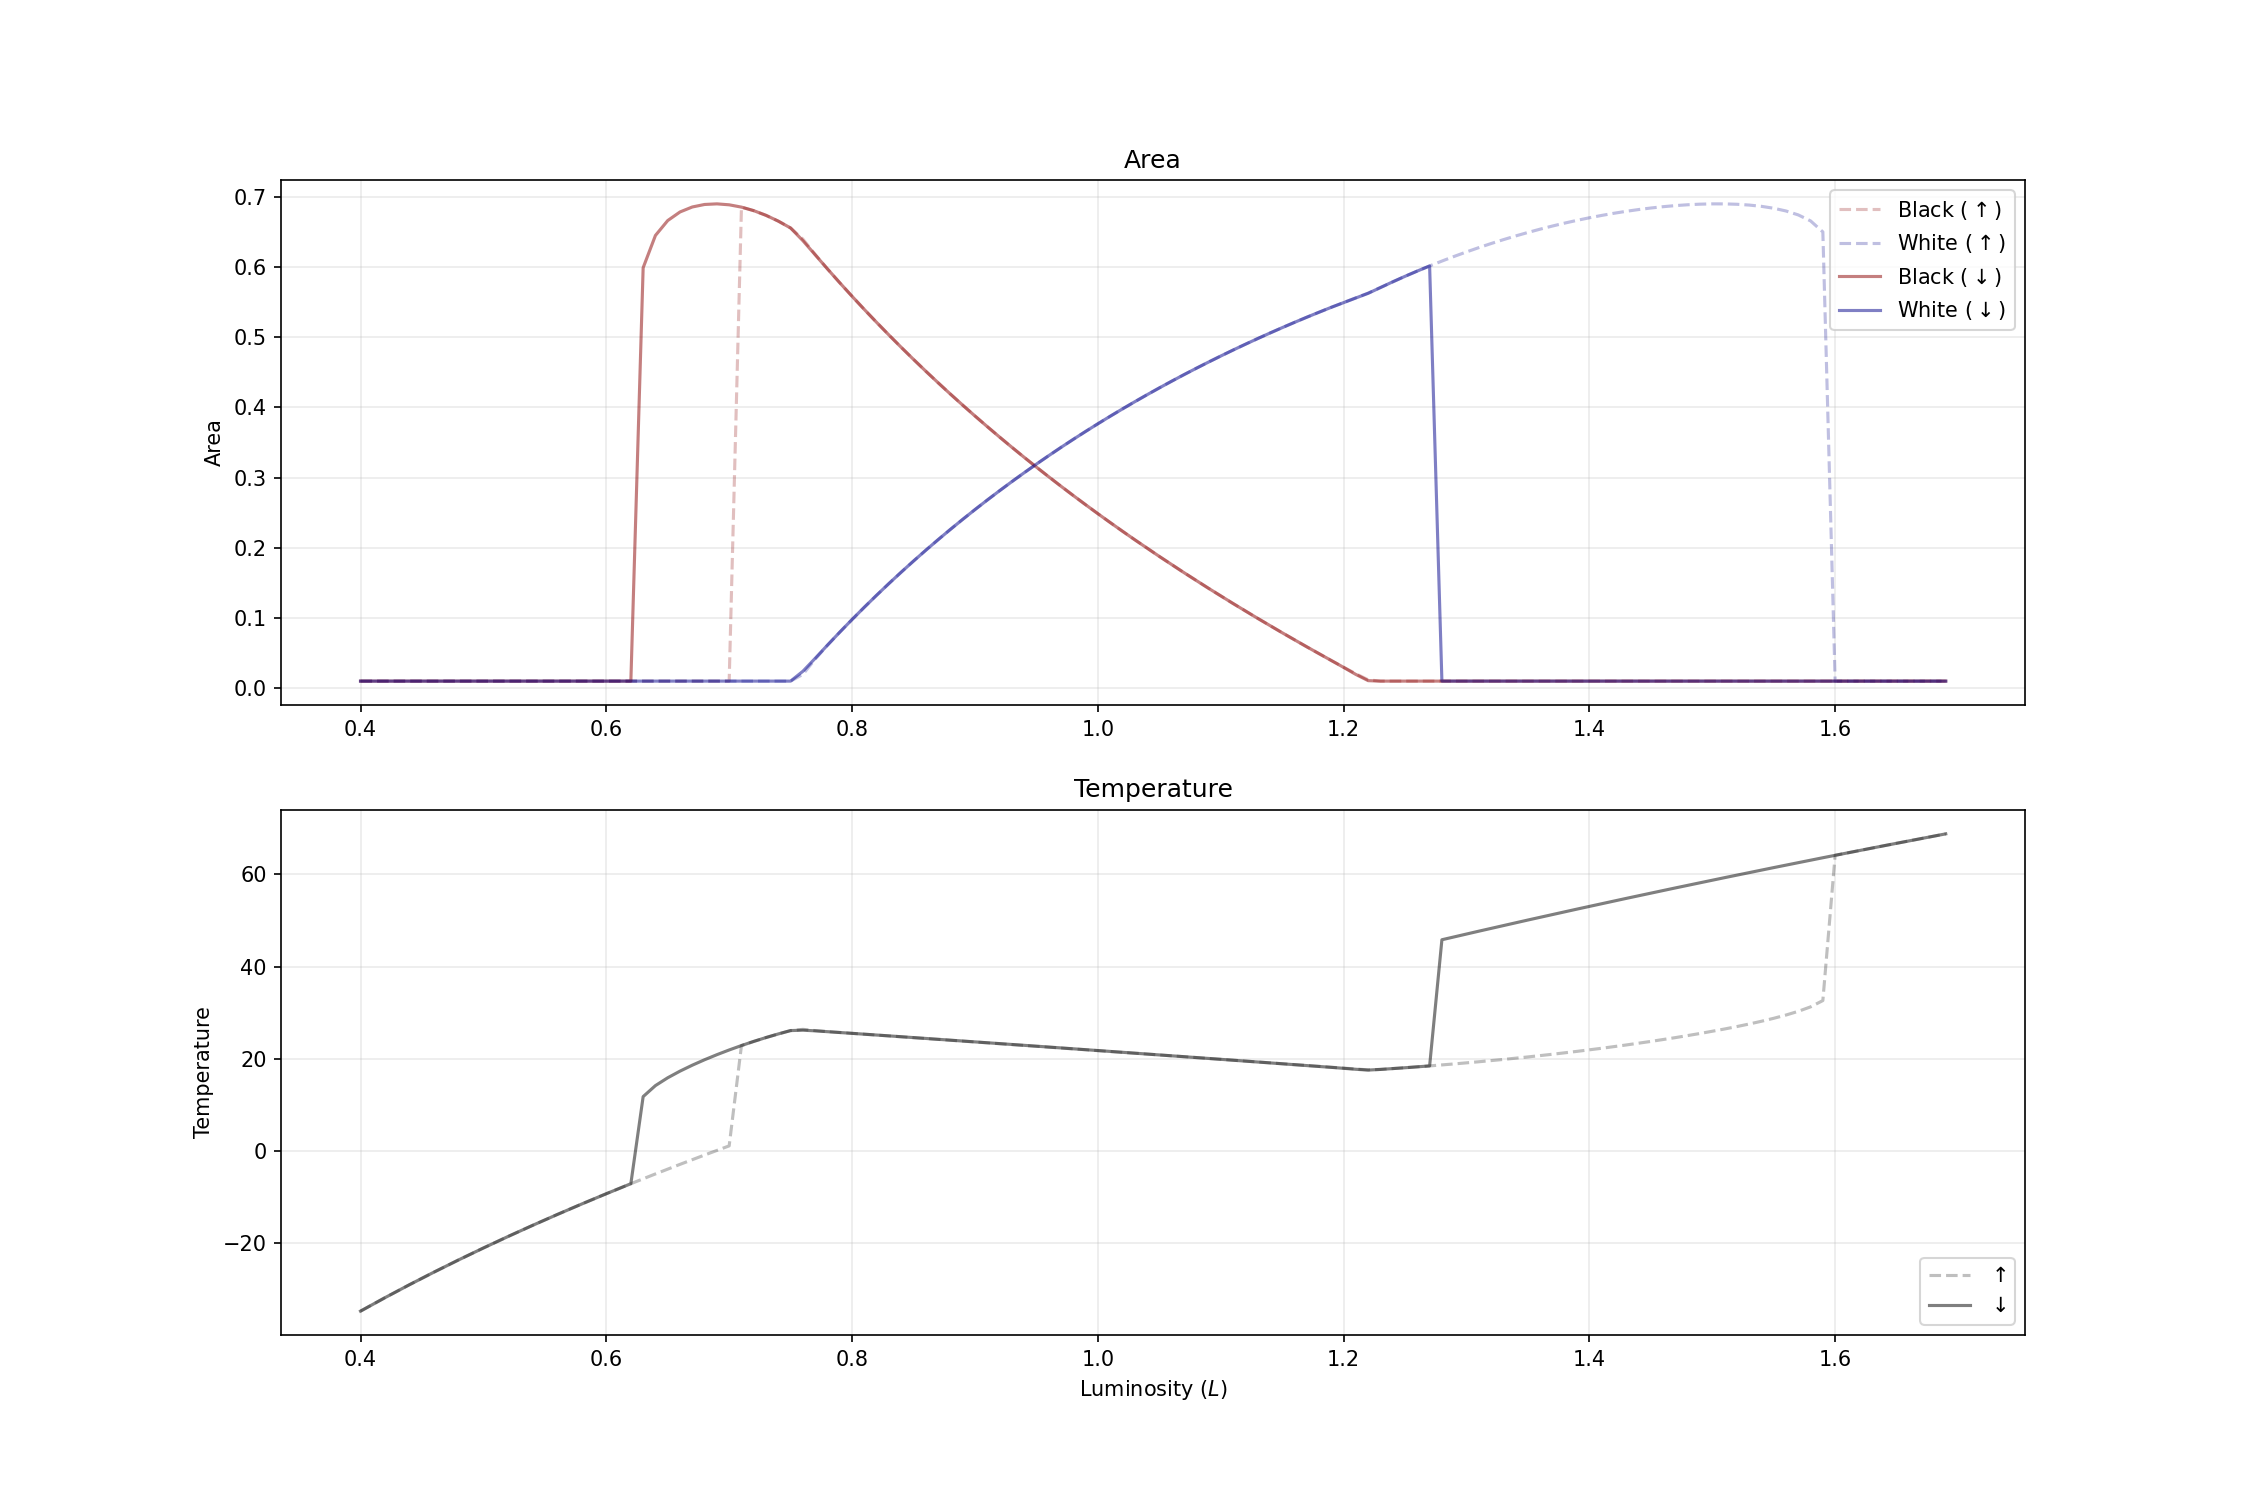 Area
0.7
0.6
0.5
0.4
0.3
0.2
0.1
0.0
Area
Black (↑)
White (↑)
Black (↓)
White (↓)
0.4 0.6 0.8 1.0 1.2 1.4 1.6
Temperature
60
40
20
0
−20
Temperature
↑
↓
0.4 0.6 0.8 1.0 1.2 1.4 1.6
Luminosity (L)